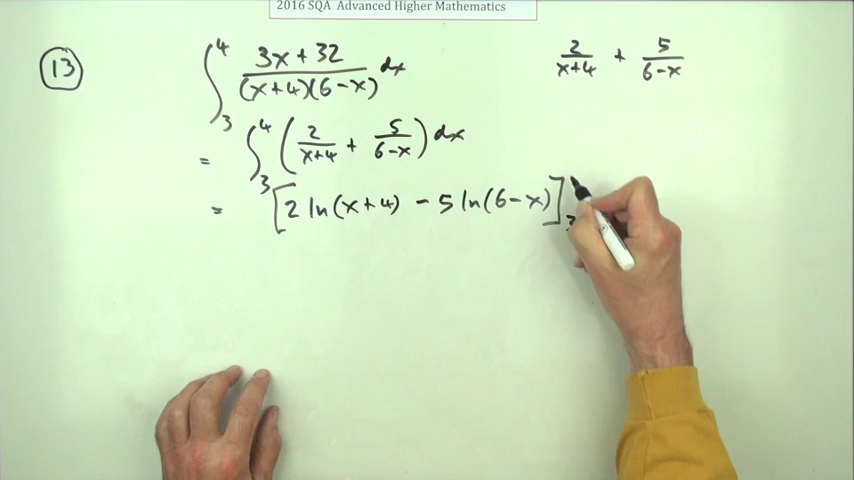 2016 SQA Advanced Higher Mathematics
13
∫₃⁴ (3x+32)/((x+4)(6−x)) dx
2/(x+4) + 5/(6−x)
= ∫₃⁴ (2/(x+4) + 5/(6−x)) dx
= [2 ln(x+4) − 5 ln(6−x)]₃